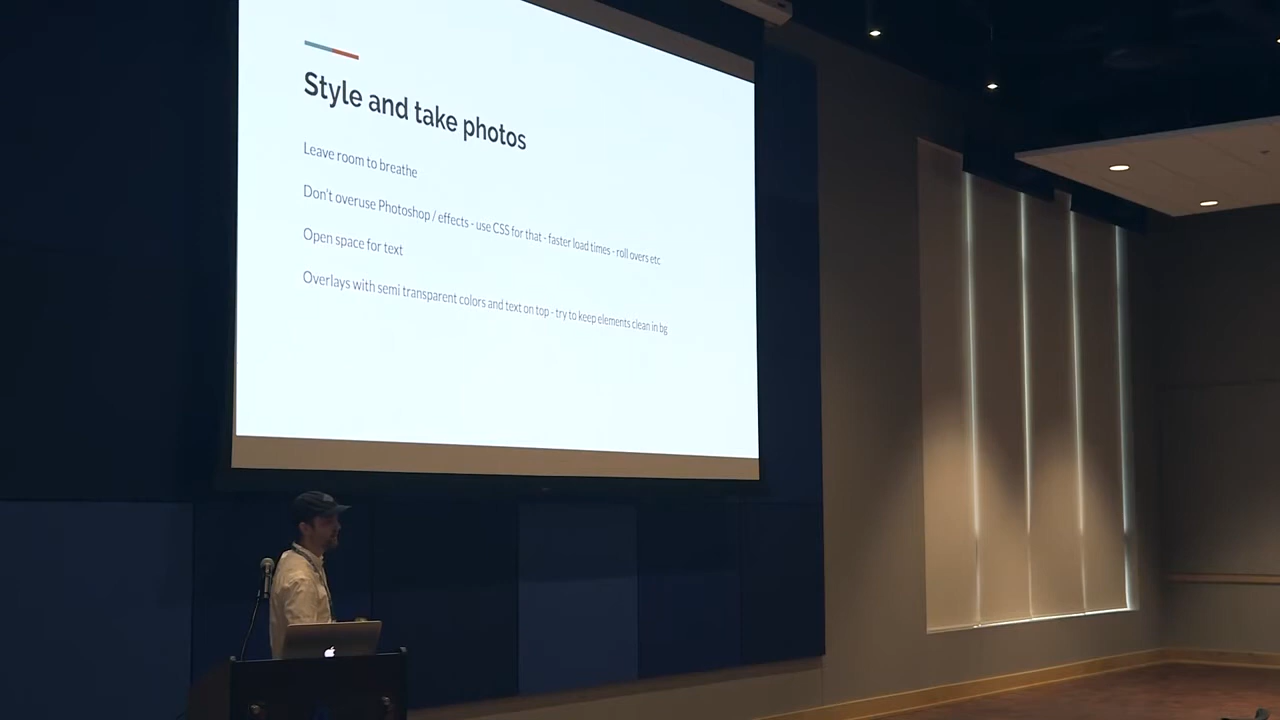 Style and take photos
Leave room to breathe
Don't overuse Photoshop / effects - use CSS for that - faster load times - roll overs etc
Open space for text
Overlays with semi transparent colors and text on top - try to keep elements clean in bg